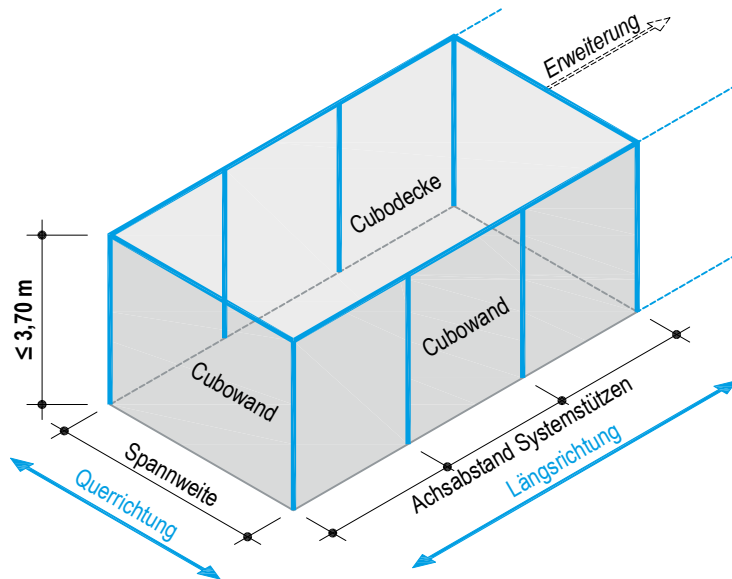 Erweiterung
Cubodecke
≤ 3,70 m
Cubowand
Cubowand
Spannweite
Achsabstand Systemstützen
Querrichtung
Längsrichtung